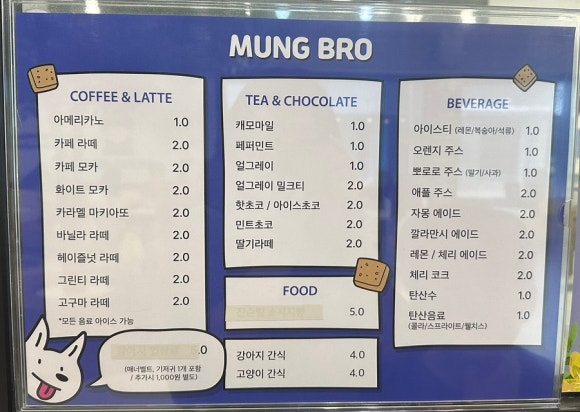 MUNG BRO
COFFEE & LATTE
아메리카노 1.0
카페 라떼 2.0
카페 모카 2.0
화이트 모카 2.0
카라멜 마키아또 2.0
바닐라 라떼 2.0
헤이즐넛 라떼 2.0
그린티 라떼 2.0
고구마 라떼 2.0
*모든 음료 아이스 가능
.0
(매너벨트, 기저귀 1개 포함
/ 추가시 1,000원 별도)
TEA & CHOCOLATE
캐모마일 1.0
페퍼민트 1.0
얼그레이 1.0
얼그레이 밀크티 2.0
핫초코 / 아이스초코 2.0
민트초코 2.0
딸기라떼 2.0
FOOD
5.0
강아지 간식 4.0
고양이 간식 4.0
BEVERAGE
아이스티 (레몬/복숭아/석류) 1.0
오렌지 주스 1.0
뽀로로 주스 (딸기/사과) 1.0
애플 주스 2.0
자몽 에이드 2.0
깔라만시 에이드 2.0
레몬 / 체리 에이드 2.0
체리 코크 2.0
탄산수 1.0
탄산음료 1.0
(콜라/스프라이트/웰치스)